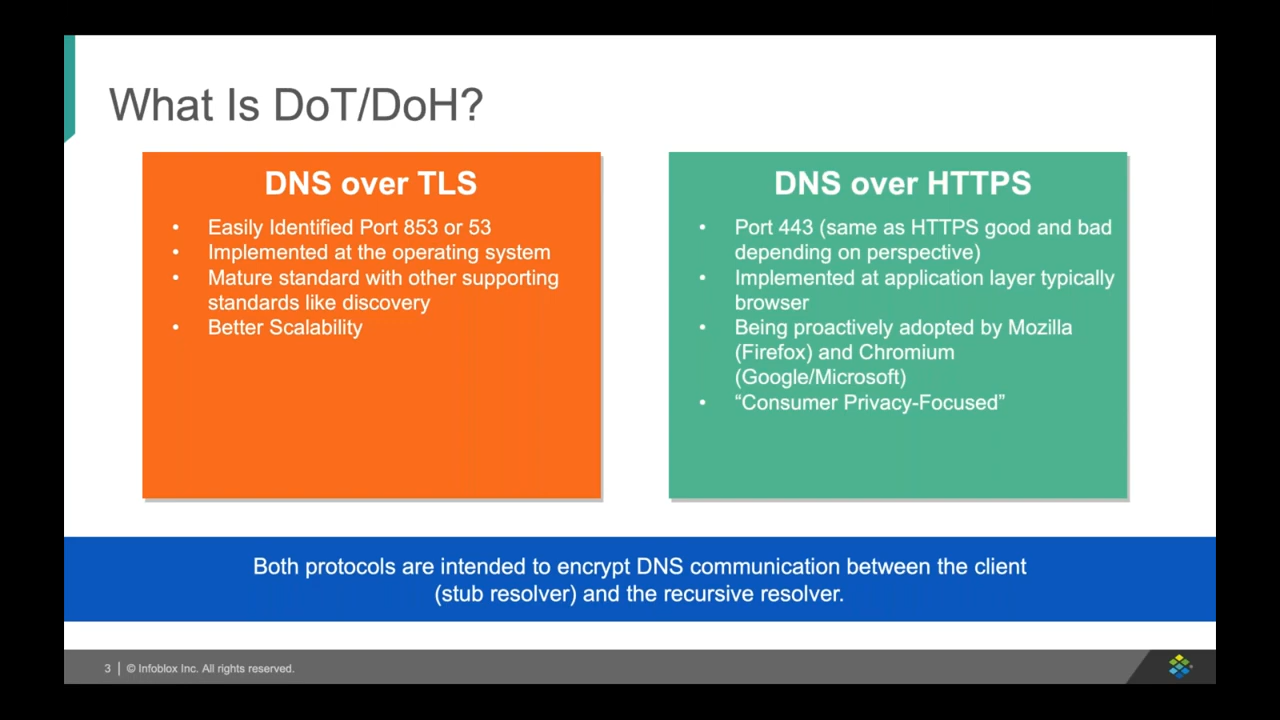 What Is DoT/DoH?
DNS over TLS
• Easily Identified Port 853 or 53
• Implemented at the operating system
• Mature standard with other supporting
standards like discovery
• Better Scalability
DNS over HTTPS
• Port 443 (same as HTTPS good and bad
depending on perspective)
• Implemented at application layer typically
browser
• Being proactively adopted by Mozilla
(Firefox) and Chromium
(Google/Microsoft)
• “Consumer Privacy-Focused”
Both protocols are intended to encrypt DNS communication between the client
(stub resolver) and the recursive resolver.
3 | © Infoblox Inc. All rights reserved.